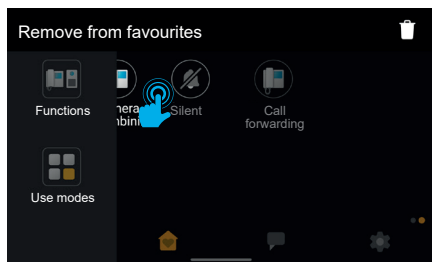 Remove from favourites
Functions
Silent
Call
forwarding
Use modes